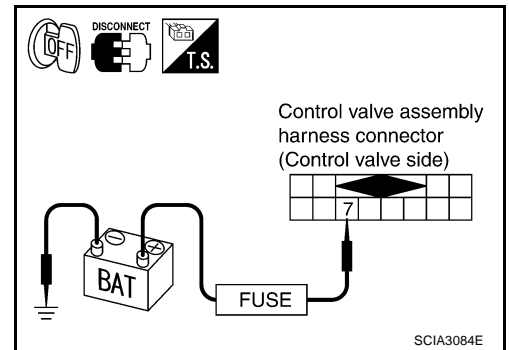 OFF
DISCONNECT
T.S.
Control valve assembly
harness connector
(Control valve side)
7
BAT
FUSE
SCIA3084E